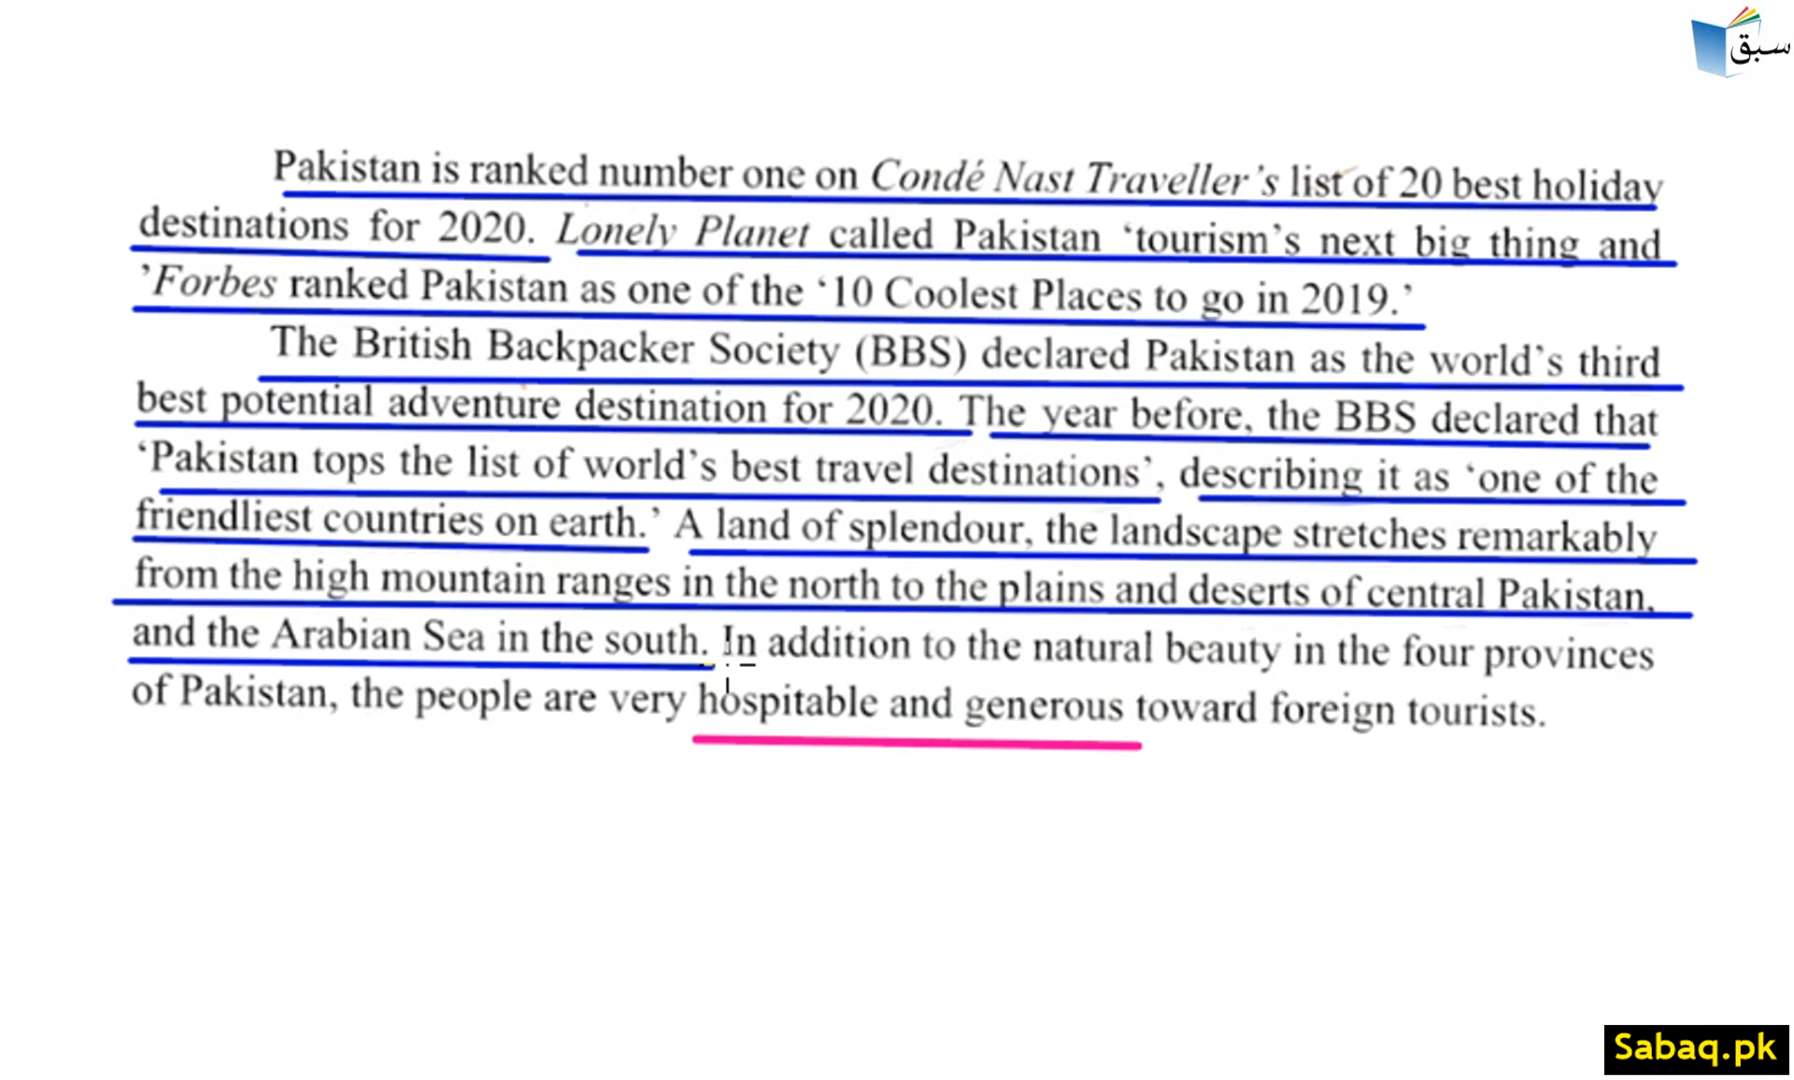 سبق
Pakistan is ranked number one on Condé Nast Traveller's list of 20 best holiday
destinations for 2020. Lonely Planet called Pakistan ‘tourism's next big thing and
’Forbes ranked Pakistan as one of the ‘10 Coolest Places to go in 2019.’
The British Backpacker Society (BBS) declared Pakistan as the world's third
best potential adventure destination for 2020. The year before, the BBS declared that
‘Pakistan tops the list of world's best travel destinations’, describing it as ‘one of the
friendliest countries on earth.’ A land of splendour, the landscape stretches remarkably
from the high mountain ranges in the north to the plains and deserts of central Pakistan,
and the Arabian Sea in the south. In addition to the natural beauty in the four provinces
of Pakistan, the people are very hospitable and generous toward foreign tourists.
Sabaq.pk